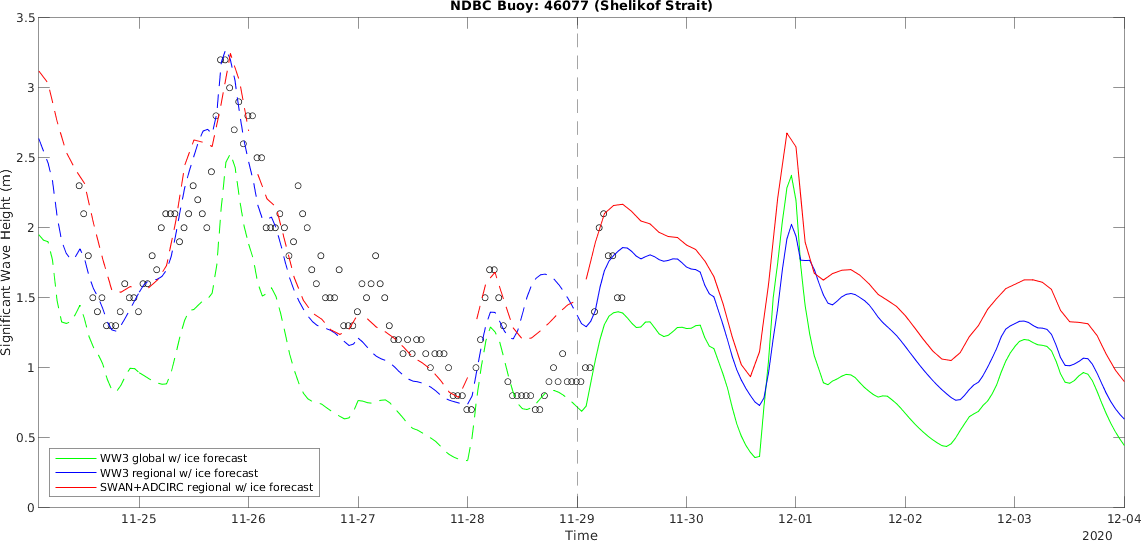 NDBC Buoy: 46077 (Shelikof Strait)
3.5
3
2.5
2
1.5
1
0.5
0
Significant Wave Height (m)
WW3 global w/ ice forecast
WW3 regional w/ ice forecast
SWAN+ADCIRC regional w/ ice forecast
11-25 11-26 11-27 11-28 11-29 11-30 12-01 12-02 12-03 12-04
Time
2020